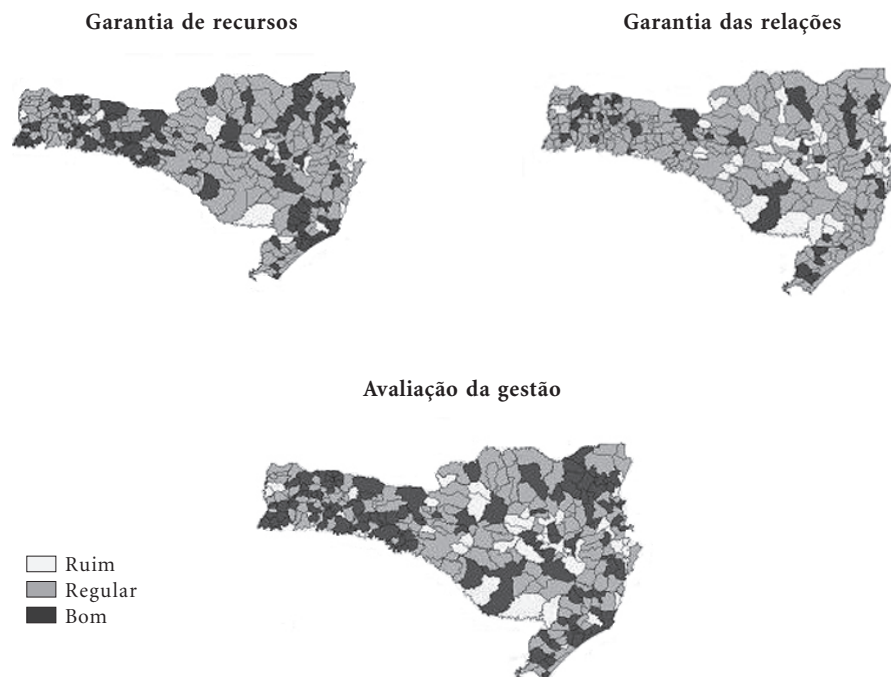 Garantia de recursos
Garantia das relações
Avaliação da gestão
Ruim
Regular
Bom